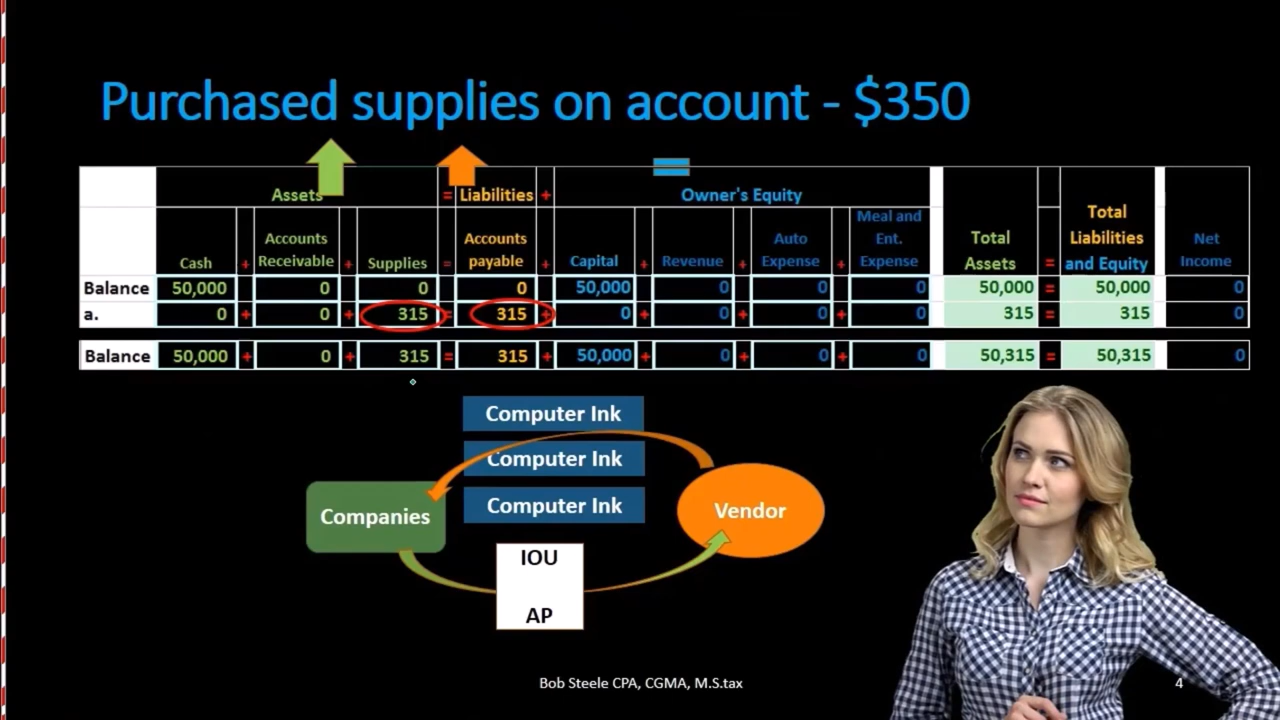 Purchased supplies on account - $350
Assets = Liabilities + Owner's Equity
Cash + Accounts Receivable + Supplies = Accounts payable + Capital + Revenue + Auto Expense + Meal and Ent. Expense Total Assets = Total Liabilities and Equity Net Income
Balance 50,000 0 0 0 50,000 0 0 0 50,000 = 50,000 0
a. 0 + 0 + 315 = 315 + 0 + 0 + 0 + 0 315 = 315 0
Balance 50,000 + 0 + 315 = 315 + 50,000 + 0 + 0 + 0 50,315 = 50,315 0
Computer Ink
Computer Ink
Computer Ink
Companies
Vendor
IOU
AP
Bob Steele CPA, CGMA, M.S.tax
4